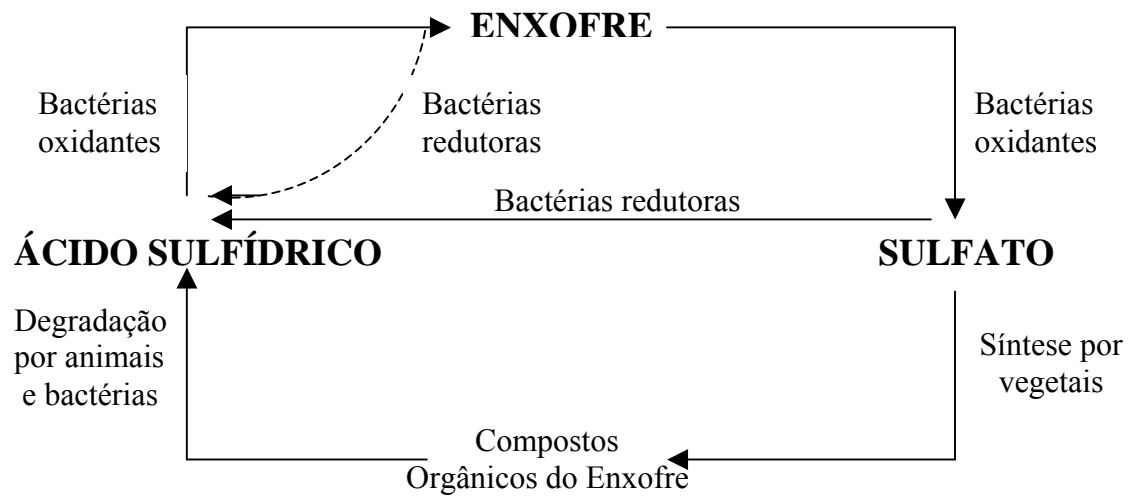 ENXOFRE
Bactérias
oxidantes
Bactérias
redutoras
Bactérias
oxidantes
Bactérias redutoras
ÁCIDO SULFÍDRICO
SULFATO
Degradação
por animais
e bactérias
Síntese por
vegetais
Compostos
Orgânicos do Enxofre